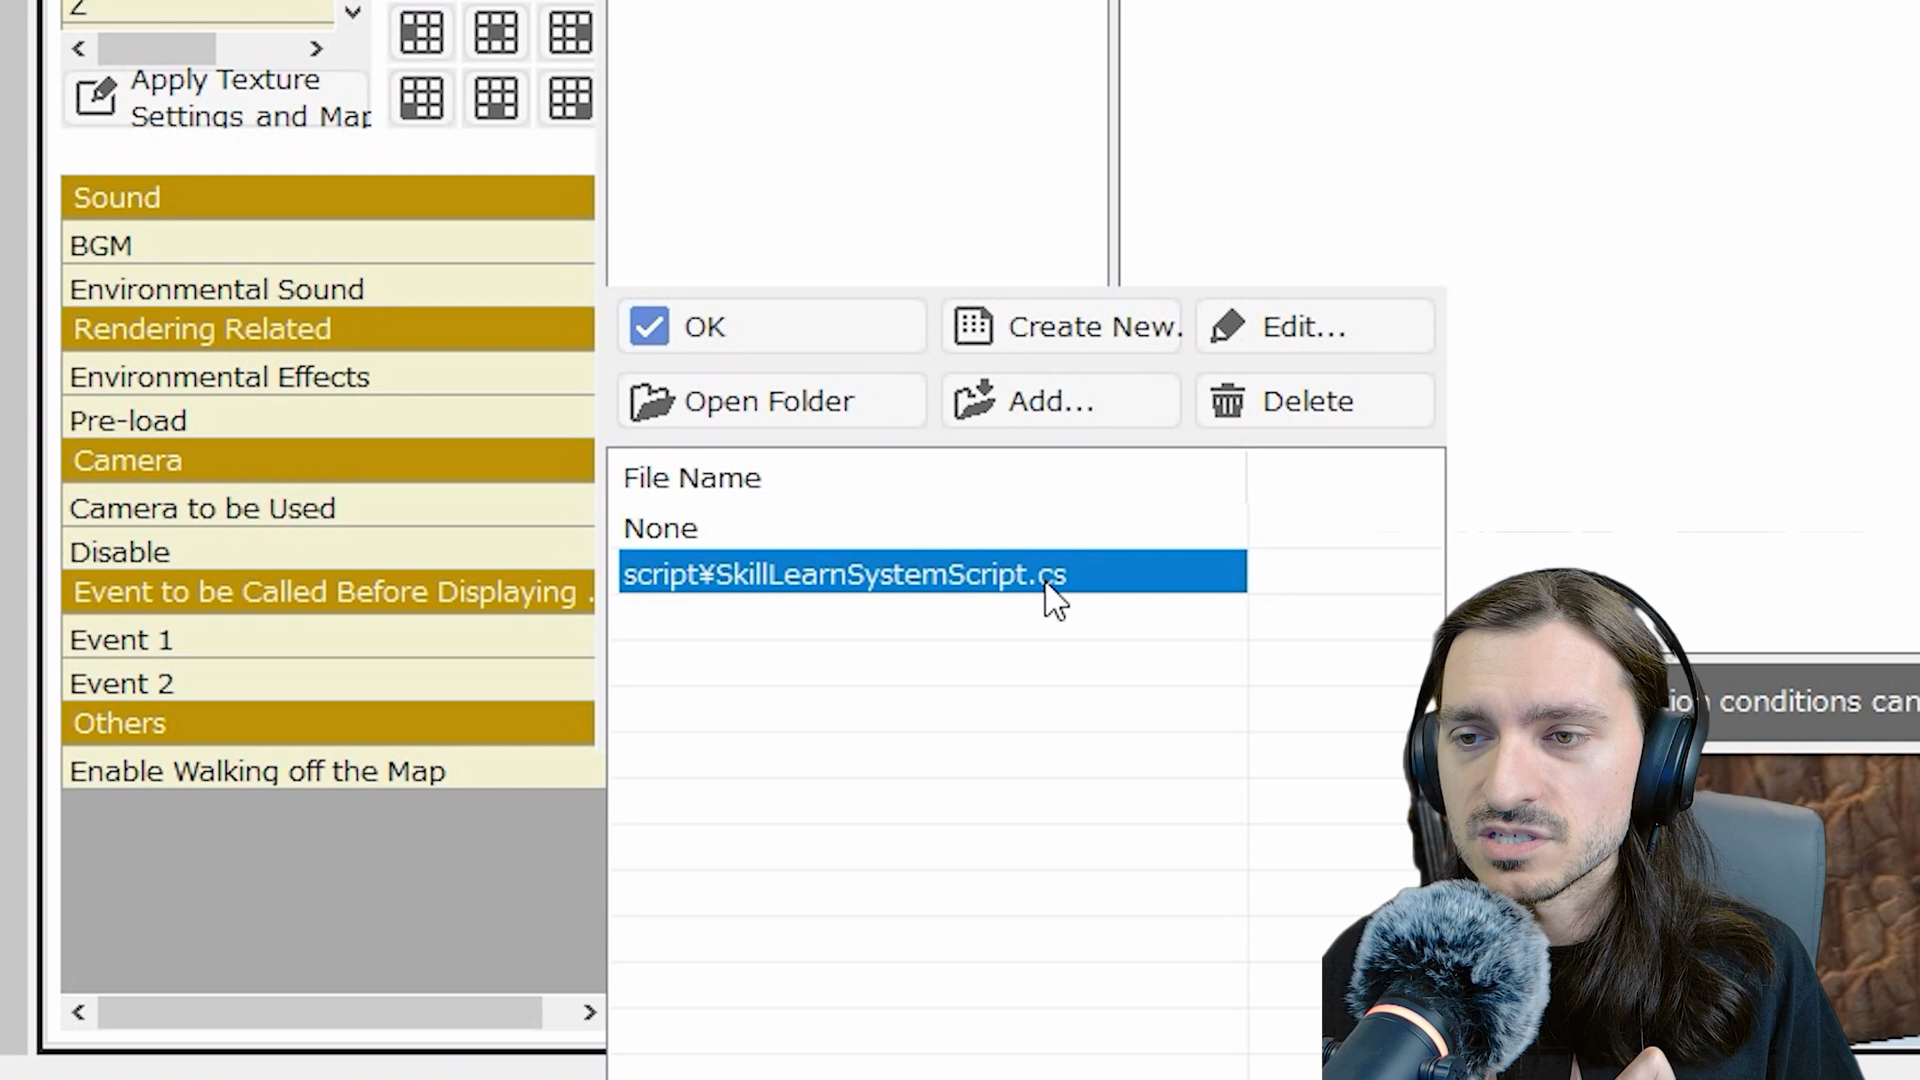 Z
Apply Texture
Settings and Map
Sound
BGM
Environmental Sound
Rendering Related
Environmental Effects
Pre-load
Camera
Camera to be Used
Disable
Event to be Called Before Displaying .
Event 1
Event 2
Others
Enable Walking off the Map
OK
Create New.
Edit...
Open Folder
Add...
Delete
File Name
None
script¥SkillLearnSystemScript.cs
conditions can